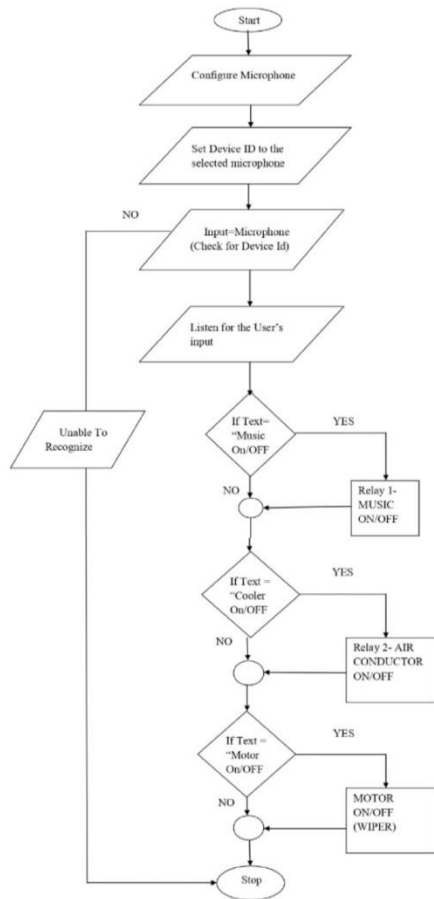 Start
Configure Microphone
Set Device ID to the
selected microphone
NO
Input=Microphone
(Check for Device Id)
Listen for the User's
input
Unable To
Recognize
If Text=
“Music
On/OFF
YES
NO
Relay 1-
MUSIC
ON/OFF
If Text =
“Cooler
On/OFF
YES
NO
Relay 2- AIR
CONDUCTOR
ON/OFF
If Text =
“Motor
On/OFF
YES
NO
MOTOR
ON/OFF
(WIPER)
Stop